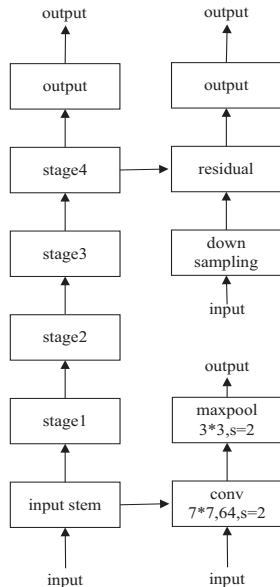 output
output
stage4
stage3
stage2
stage1
input stem
input
output
output
residual
down
sampling
input
output
maxpool
3*3,s=2
conv
7*7,64,s=2
input